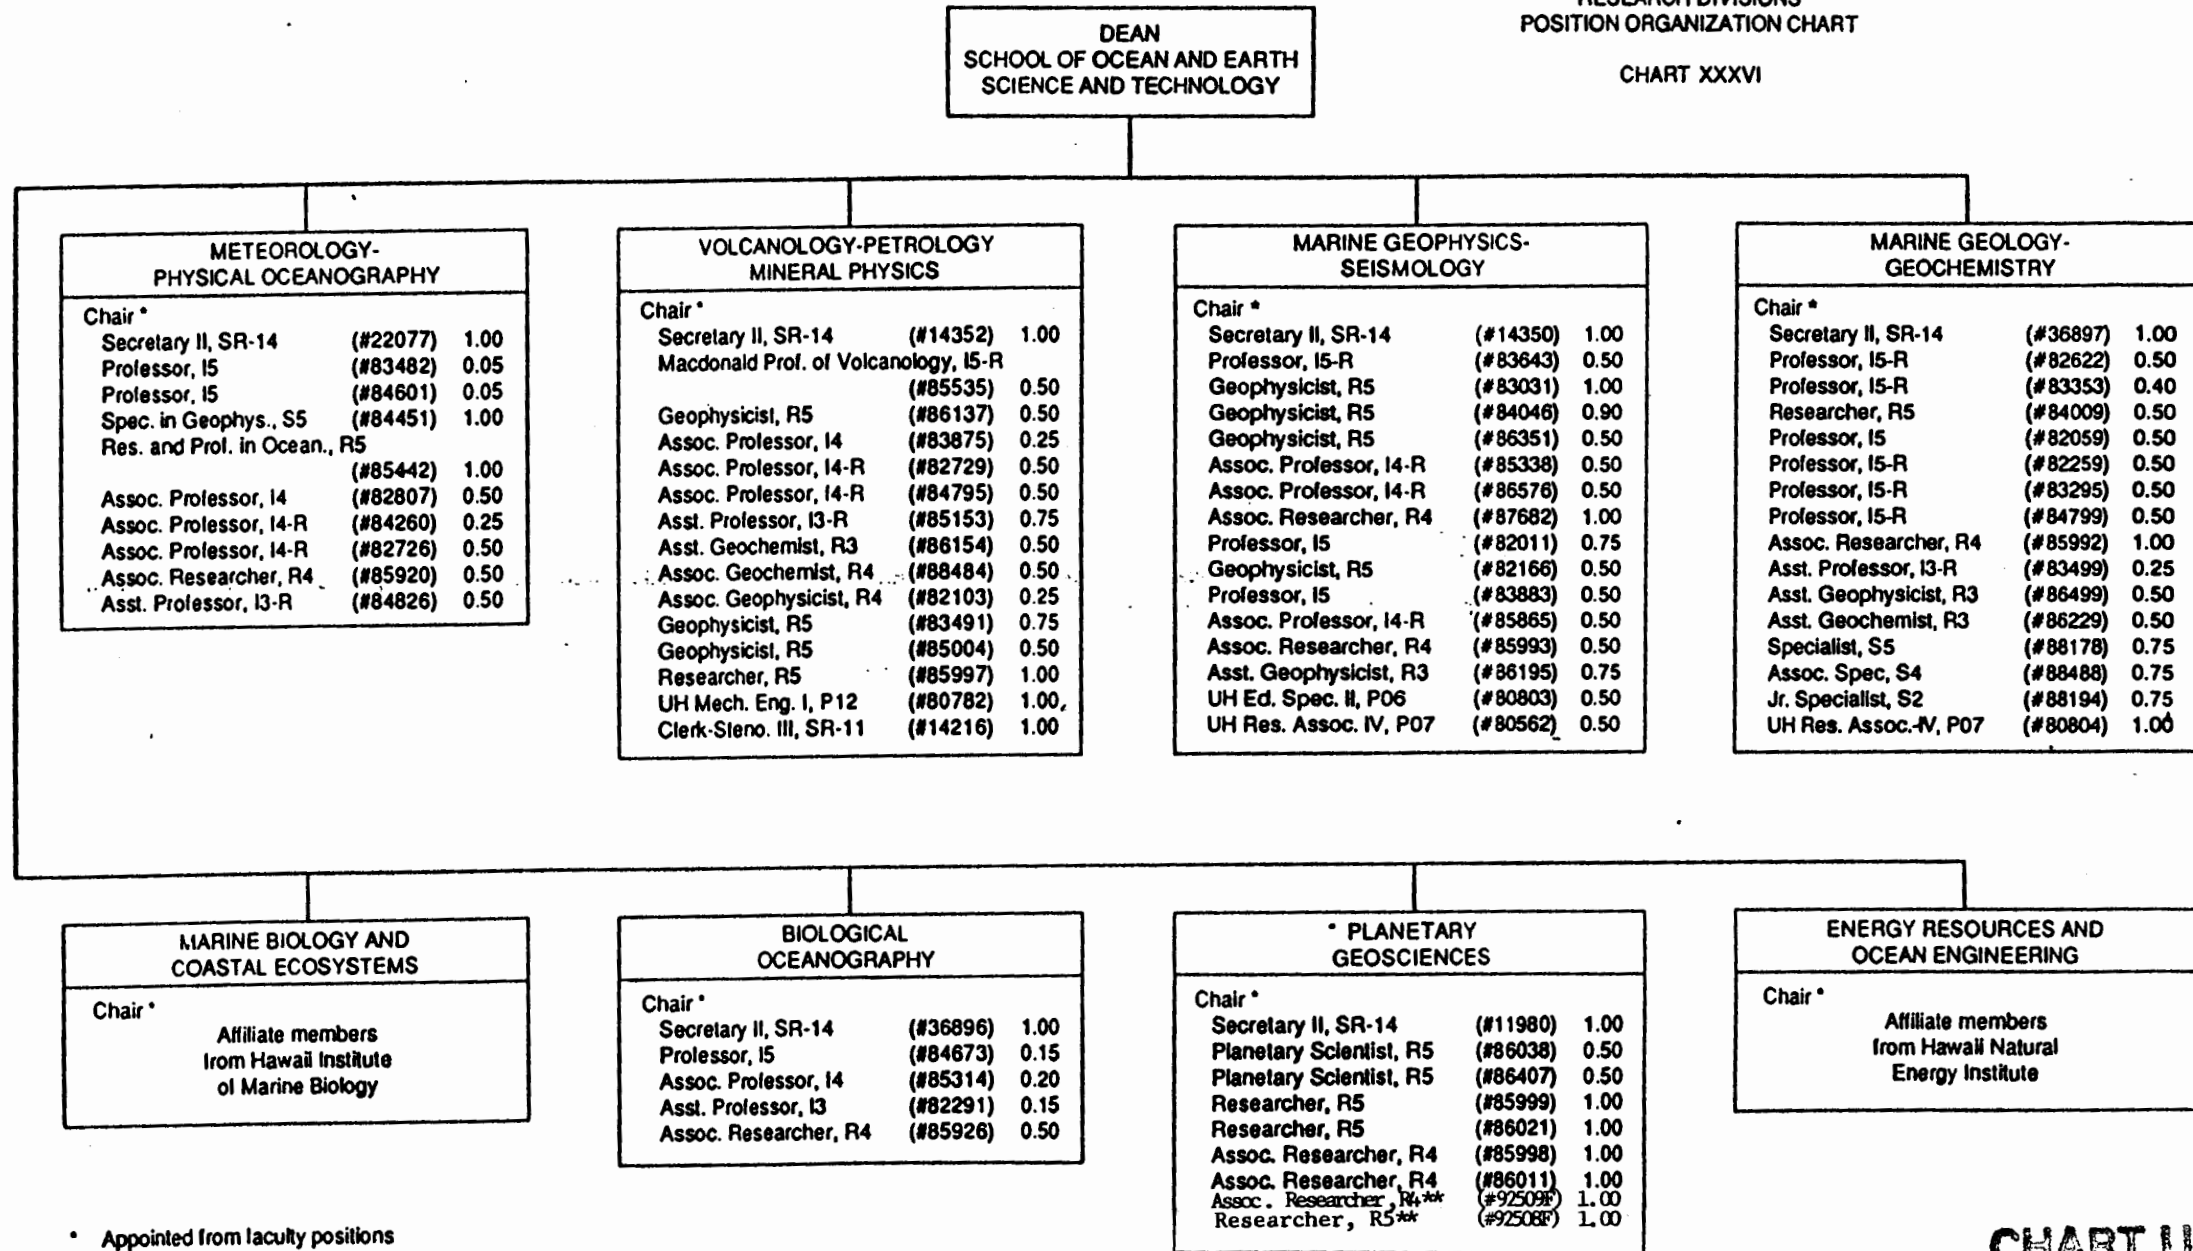 RESEARCH DIVISIONS
POSITION ORGANIZATION CHART
CHART XXXVI
DEAN
SCHOOL OF OCEAN AND EARTH
SCIENCE AND TECHNOLOGY
METEOROLOGY-
PHYSICAL OCEANOGRAPHY
Chair *
Secretary II, SR-14 (#22077) 1.00
Professor, I5 (#83482) 0.05
Professor, I5 (#84601) 0.05
Spec. in Geophys., S5 (#84451) 1.00
Res. and Prof. in Ocean., R5
(#85442) 1.00
Assoc. Professor, I4 (#82807) 0.50
Assoc. Professor, I4-R (#84260) 0.25
Assoc. Professor, I4-R (#82726) 0.50
Assoc. Researcher, R4 (#85920) 0.50
Asst. Professor, I3-R (#84826) 0.50
VOLCANOLOGY-PETROLOGY
MINERAL PHYSICS
Chair *
Secretary II, SR-14 (#14352) 1.00
Macdonald Prof. of Volcanology, I5-R
(#85535) 0.50
Geophysicist, R5 (#86137) 0.50
Assoc. Professor, I4 (#83875) 0.25
Assoc. Professor, I4-R (#82729) 0.50
Assoc. Professor, I4-R (#84795) 0.50
Asst. Professor, I3-R (#85153) 0.75
Asst. Geochemist, R3 (#86154) 0.50
Assoc. Geochemist, R4 (#88484) 0.50
Assoc. Geophysicist, R4 (#82103) 0.25
Geophysicist, R5 (#83491) 0.75
Geophysicist, R5 (#85004) 0.50
Researcher, R5 (#85997) 1.00
UH Mech. Eng. I, P12 (#80782) 1.00
Clerk-Steno. III, SR-11 (#14216) 1.00
MARINE GEOPHYSICS-
SEISMOLOGY
Chair *
Secretary II, SR-14 (#14350) 1.00
Professor, I5-R (#83643) 0.50
Geophysicist, R5 (#83031) 1.00
Geophysicist, R5 (#84046) 0.90
Geophysicist, R5 (#86351) 0.50
Assoc. Professor, I4-R (#85338) 0.50
Assoc. Professor, I4-R (#86576) 0.50
Assoc. Researcher, R4 (#87682) 1.00
Professor, I5 (#82011) 0.75
Geophysicist, R5 (#82166) 0.50
Professor, I5 (#83883) 0.50
Assoc. Professor, I4-R (#85865) 0.50
Assoc. Researcher, R4 (#85993) 0.50
Asst. Geophysicist, R3 (#86195) 0.75
UH Ed. Spec. II, P06 (#80803) 0.50
UH Res. Assoc. IV, P07 (#80562) 0.50
MARINE GEOLOGY-
GEOCHEMISTRY
Chair *
Secretary II, SR-14 (#36897) 1.00
Professor, I5-R (#82622) 0.50
Professor, I5-R (#83353) 0.40
Researcher, R5 (#84009) 0.50
Professor, I5 (#82059) 0.50
Professor, I5-R (#82259) 0.50
Professor, I5-R (#83295) 0.50
Professor, I5-R (#84799) 0.50
Assoc. Researcher, R4 (#85992) 1.00
Asst. Professor, I3-R (#83499) 0.25
Asst. Geophysicist, R3 (#86499) 0.50
Asst. Geochemist, R3 (#86229) 0.50
Specialist, S5 (#88178) 0.75
Assoc. Spec, S4 (#88488) 0.75
Jr. Specialist, S2 (#88194) 0.75
UH Res. Assoc.-IV, P07 (#80804) 1.00
MARINE BIOLOGY AND
COASTAL ECOSYSTEMS
Chair *
Affiliate members
from Hawaii Institute
of Marine Biology
BIOLOGICAL
OCEANOGRAPHY
Chair *
Secretary II, SR-14 (#36896) 1.00
Professor, I5 (#84673) 0.15
Assoc. Professor, I4 (#85314) 0.20
Asst. Professor, I3 (#82291) 0.15
Assoc. Researcher, R4 (#85926) 0.50
* PLANETARY
GEOSCIENCES
Chair *
Secretary II, SR-14 (#11980) 1.00
Planetary Scientist, R5 (#86038) 0.50
Planetary Scientist, R5 (#86407) 0.50
Researcher, R5 (#85999) 1.00
Researcher, R5 (#86021) 1.00
Assoc. Researcher, R4 (#85998) 1.00
Assoc. Researcher, R4 (#86011) 1.00
Assoc. Researcher, R4** (#92509F) 1.00
Researcher, R5** (#92508F) 1.00
ENERGY RESOURCES AND
OCEAN ENGINEERING
Chair *
Affiliate members
from Hawaii Natural
Energy Institute
* Appointed from faculty positions
CHART